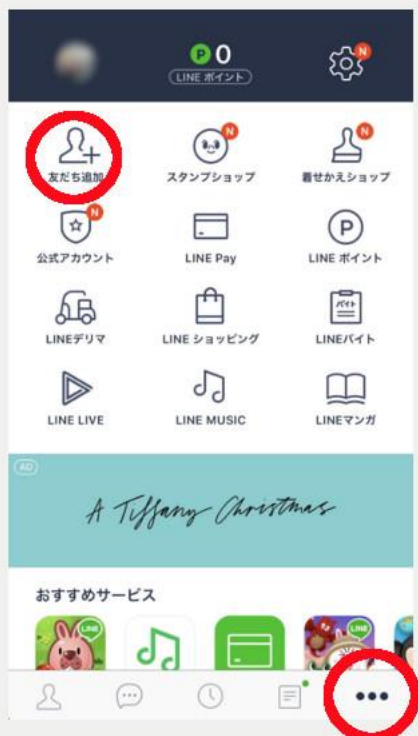 P 0
LINE ポイント
N
友だち追加
N
スタンプショップ
N
着せかえショップ
N
公式アカウント
LINE Pay
P
LINE ポイント
LINEデリマ
LINE ショッピング
バイト
LINEバイト
LINE LIVE
LINE MUSIC
LINEマンガ
AD
A Tiffany Christmas
おすすめサービス
LINE
LINE